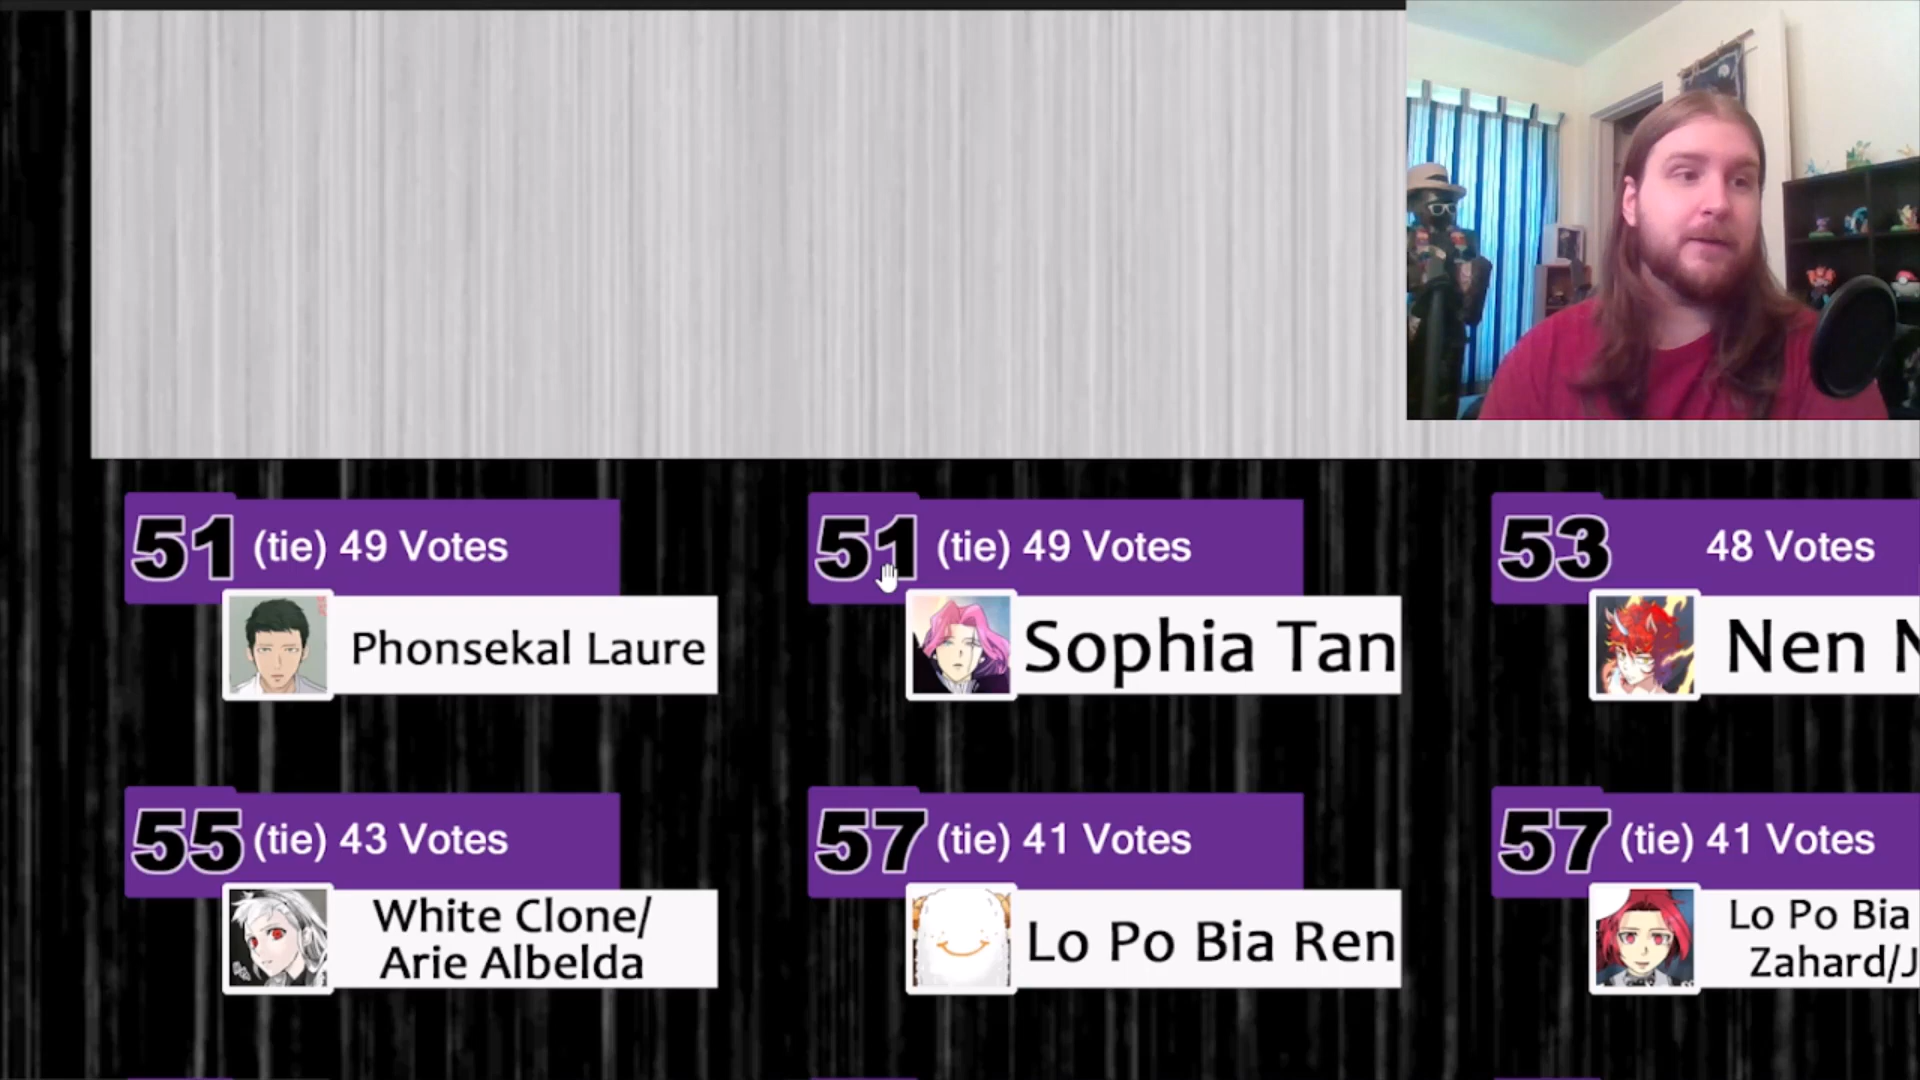 51 (tie) 49 Votes
Phonsekal Laure
51 (tie) 49 Votes
Sophia Tan
53 48 Votes
Nen N
55 (tie) 43 Votes
White Clone/
Arie Albelda
57 (tie) 41 Votes
Lo Po Bia Ren
57 (tie) 41 Votes
Lo Po Bia
Zahard/J